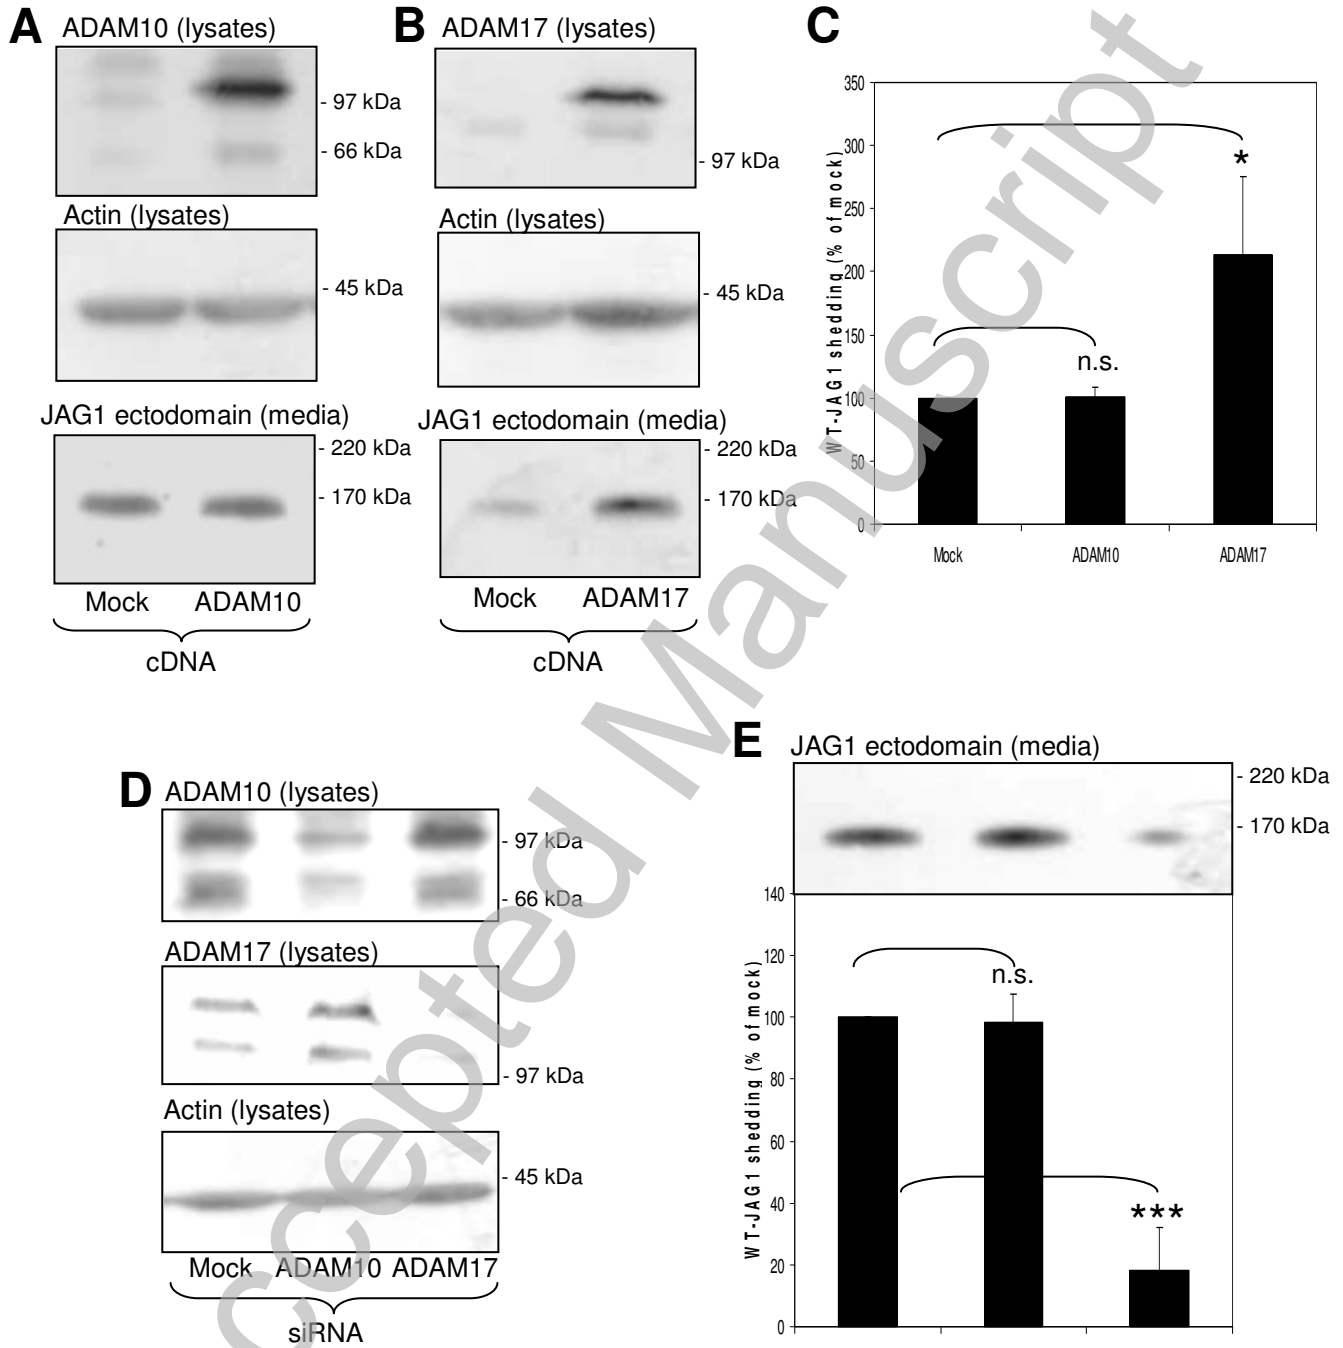 A
ADAM10 (lysates)
- 97 kDa
- 66 kDa
Actin (lysates)
- 45 kDa
JAG1 ectodomain (media)
- 220 kDa
- 170 kDa
Mock ADAM10
cDNA
B
ADAM17 (lysates)
- 97 kDa
Actin (lysates)
- 45 kDa
JAG1 ectodomain (media)
- 220 kDa
- 170 kDa
Mock ADAM17
cDNA
C
WT-JAG1 shedding (% of mock)
350
300
250
200
150
100
50
0
*
n.s.
Mock ADAM10 ADAM17
D
ADAM10 (lysates)
- 97 kDa
- 66 kDa
ADAM17 (lysates)
- 97 kDa
Actin (lysates)
- 45 kDa
Mock ADAM10 ADAM17
siRNA
E
JAG1 ectodomain (media)
- 220 kDa
- 170 kDa
WT-JAG1 shedding (% of mock)
140
120
100
80
60
40
20
0
n.s.
***
ccepted Manuscript